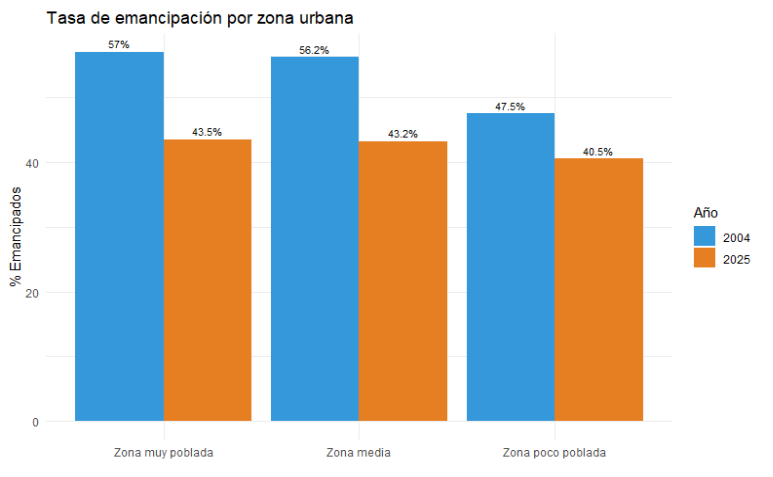 Tasa de emancipación por zona urbana
57%
56.2%
47.5%
43.5%
43.2%
40.5%
40
20
0
% Emancipados
Año
2004
2025
Zona muy poblada
Zona media
Zona poco poblada